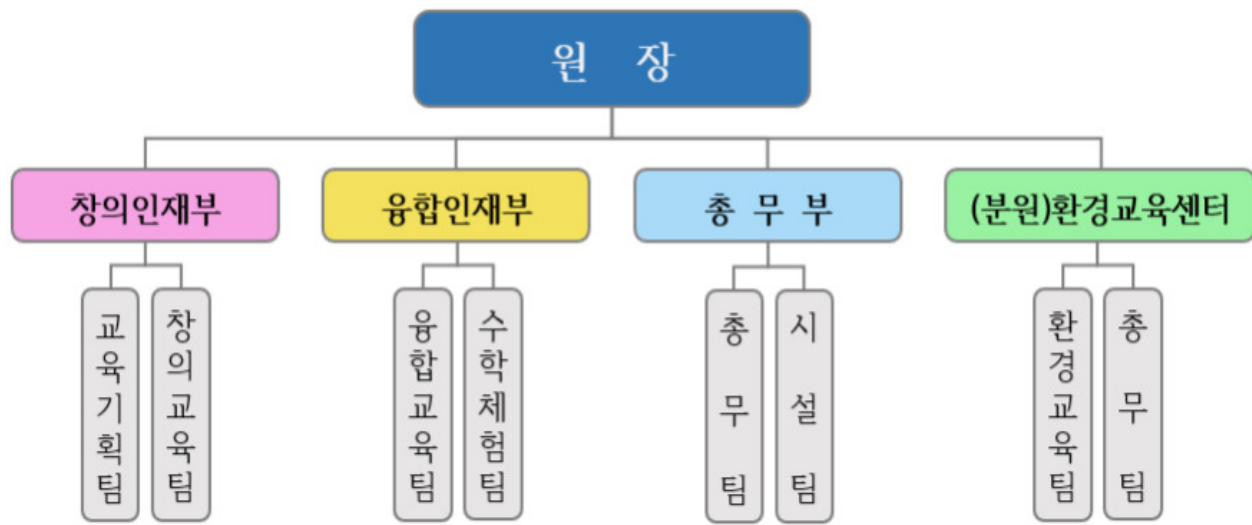 원 장
창의인재부
융합인재부
총 무 부
(분원)환경교육센터
교육기획팀
창의교육팀
융합교육팀
수학체험팀
총 무 팀
시 설 팀
환경교육팀
총 무 팀